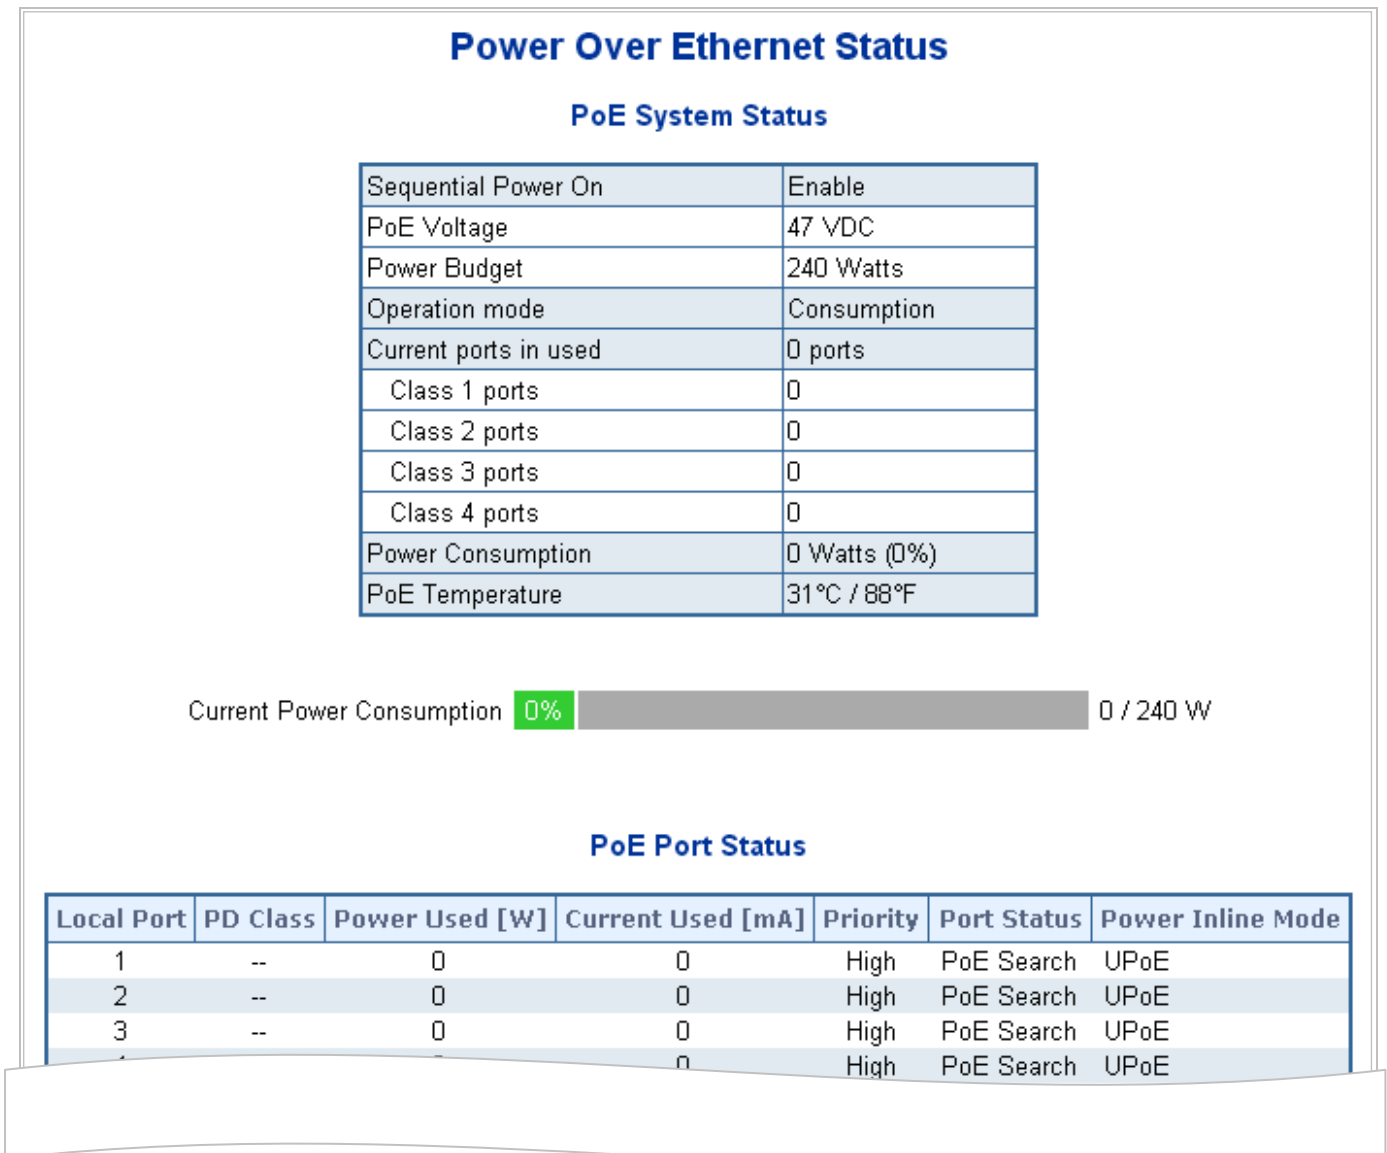 Power Over Ethernet Status
PoE System Status
Sequential Power On Enable
PoE Voltage 47 VDC
Power Budget 240 Watts
Operation mode Consumption
Current ports in used 0 ports
Class 1 ports 0
Class 2 ports 0
Class 3 ports 0
Class 4 ports 0
Power Consumption 0 Watts (0%)
PoE Temperature 31°C / 88°F
Current Power Consumption 0% 0 / 240 W
PoE Port Status
Local Port PD Class Power Used [W] Current Used [mA] Priority Port Status Power Inline Mode
1 -- 0 0 High PoE Search UPoE
2 -- 0 0 High PoE Search UPoE
3 -- 0 0 High PoE Search UPoE
0 High PoE Search UPoE